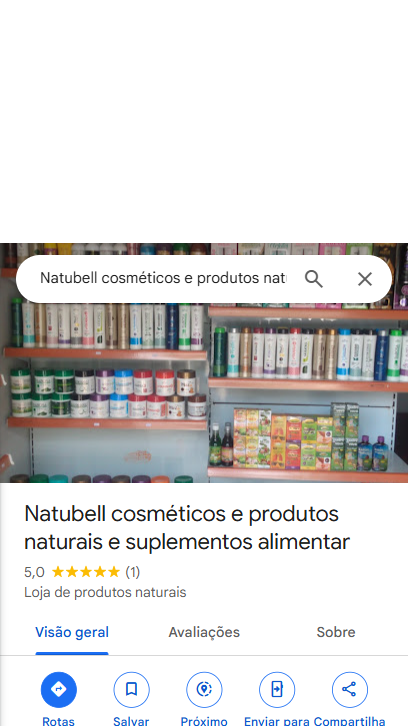 Natubell cosméticos e produtos natu
Natubell cosméticos e produtos
naturais e suplementos alimentar
5,0 ★★★★★ (1)
Loja de produtos naturais
Visão geral
Avaliações
Sobre
Rotas
Salvar
Próximo
Enviar para
Compartilha